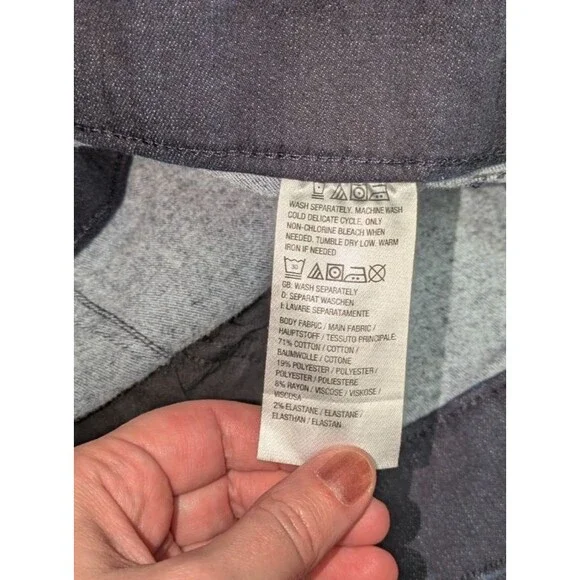 WASH SEPARATELY. MACHINE WASH
COLD DELICATE CYCLE. ONLY
NON-CHLORINE BLEACH WHEN
NEEDED. TUMBLE DRY LOW. WARM
IRON IF NEEDED
30
GB: WASH SEPARATELY
D: SEPARAT WASCHEN
I: LAVARE SEPARATAMENTE
BODY FABRIC / MAIN FABRIC /
HAUPTSTOFF / TESSUTO PRINCIPALE:
71% COTTON / COTTON /
BAUMWOLLE / COTONE
19% POLYESTER / POLYESTER /
POLYESTER / POLIESTERE
8% RAYON / VISCOSE / VISKOSE /
VISCOSA
2% ELASTANE / ELASTANE /
ELASTHAN / ELASTAN